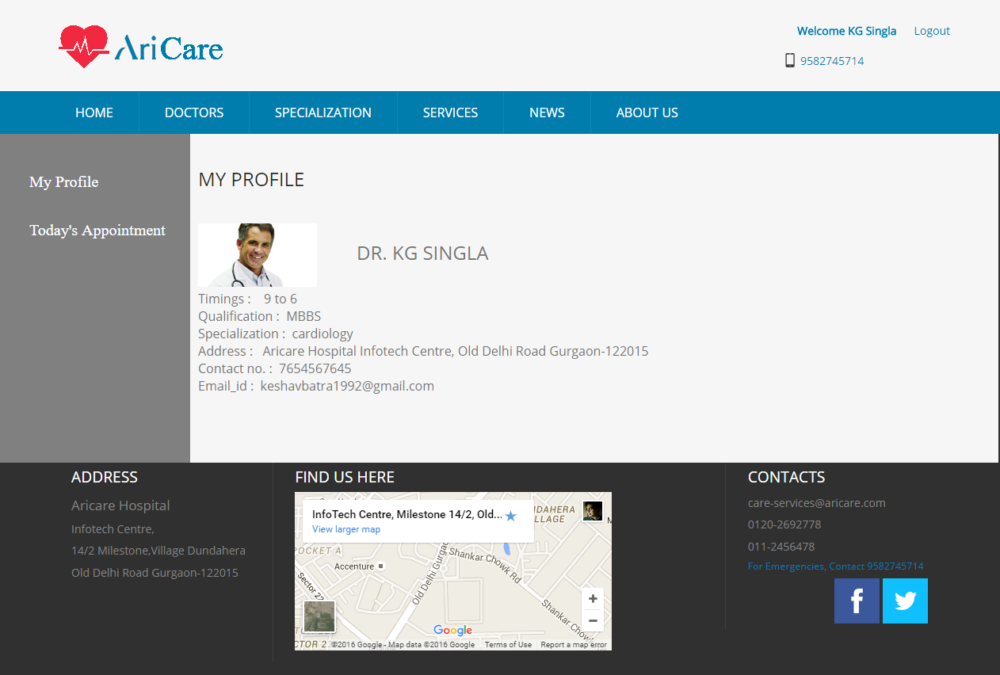 AriCare
Welcome KG Singla Logout
9582745714
HOME DOCTORS SPECIALIZATION SERVICES NEWS ABOUT US
My Profile
Today's Appointment
MY PROFILE
DR. KG SINGLA
Timings : 9 to 6
Qualification : MBBS
Specialization : cardiology
Address : Aricare Hospital Infotech Centre, Old Delhi Road Gurgaon-122015
Contact no. : 7654567645
Email_id : keshavbatra1992@gmail.com
ADDRESS
Aricare Hospital
Infotech Centre,
14/2 Milestone,Village Dundahera
Old Delhi Road Gurgaon-122015
FIND US HERE
InfoTech Centre, Milestone 14/2, Old...
View larger map
VILLAGE
POCKET A
Accenture
Old Delhi Gurgao
Shankar Chowk Rd
Sector 22
Shankar Chowk
Google
©2016 Google - Map data ©2016 Google Terms of Use Report a map error
CONTACTS
care-services@aricare.com
0120-2692778
011-2456478
For Emergencies, Contact 9582745714